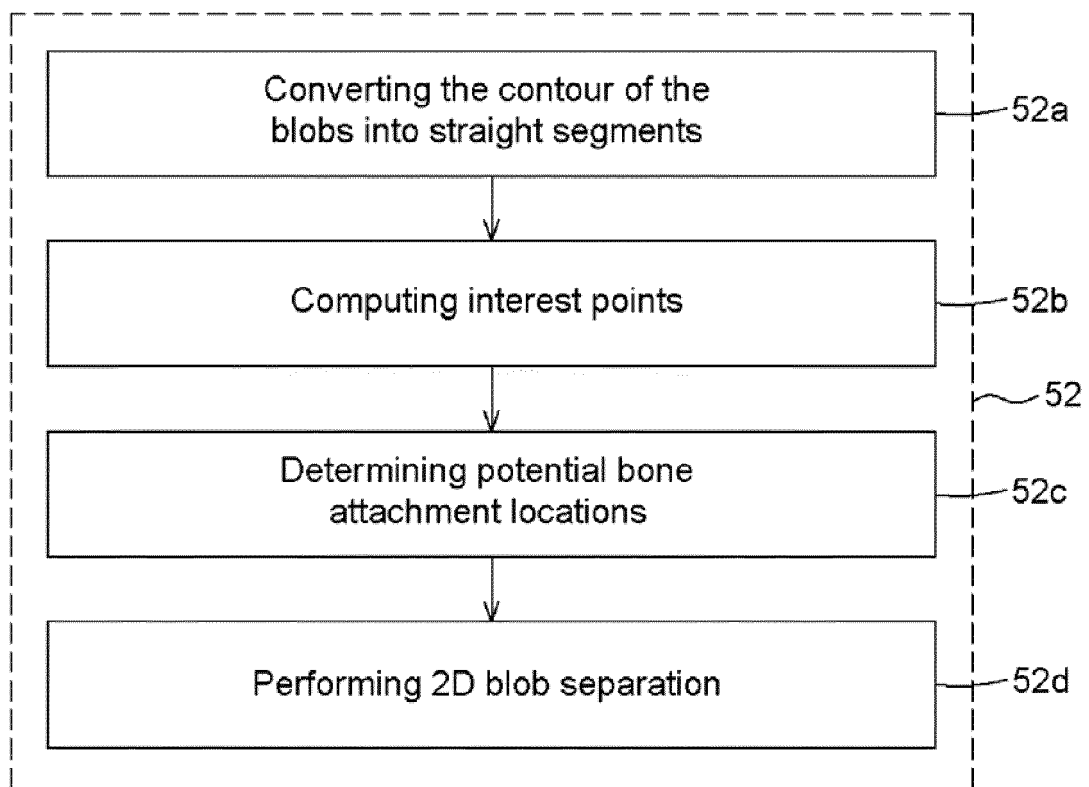 Converting the contour of the
blobs into straight segments
52a
Computing interest points
52b
52
Determining potential bone
attachment locations
52c
Performing 2D blob separation
52d